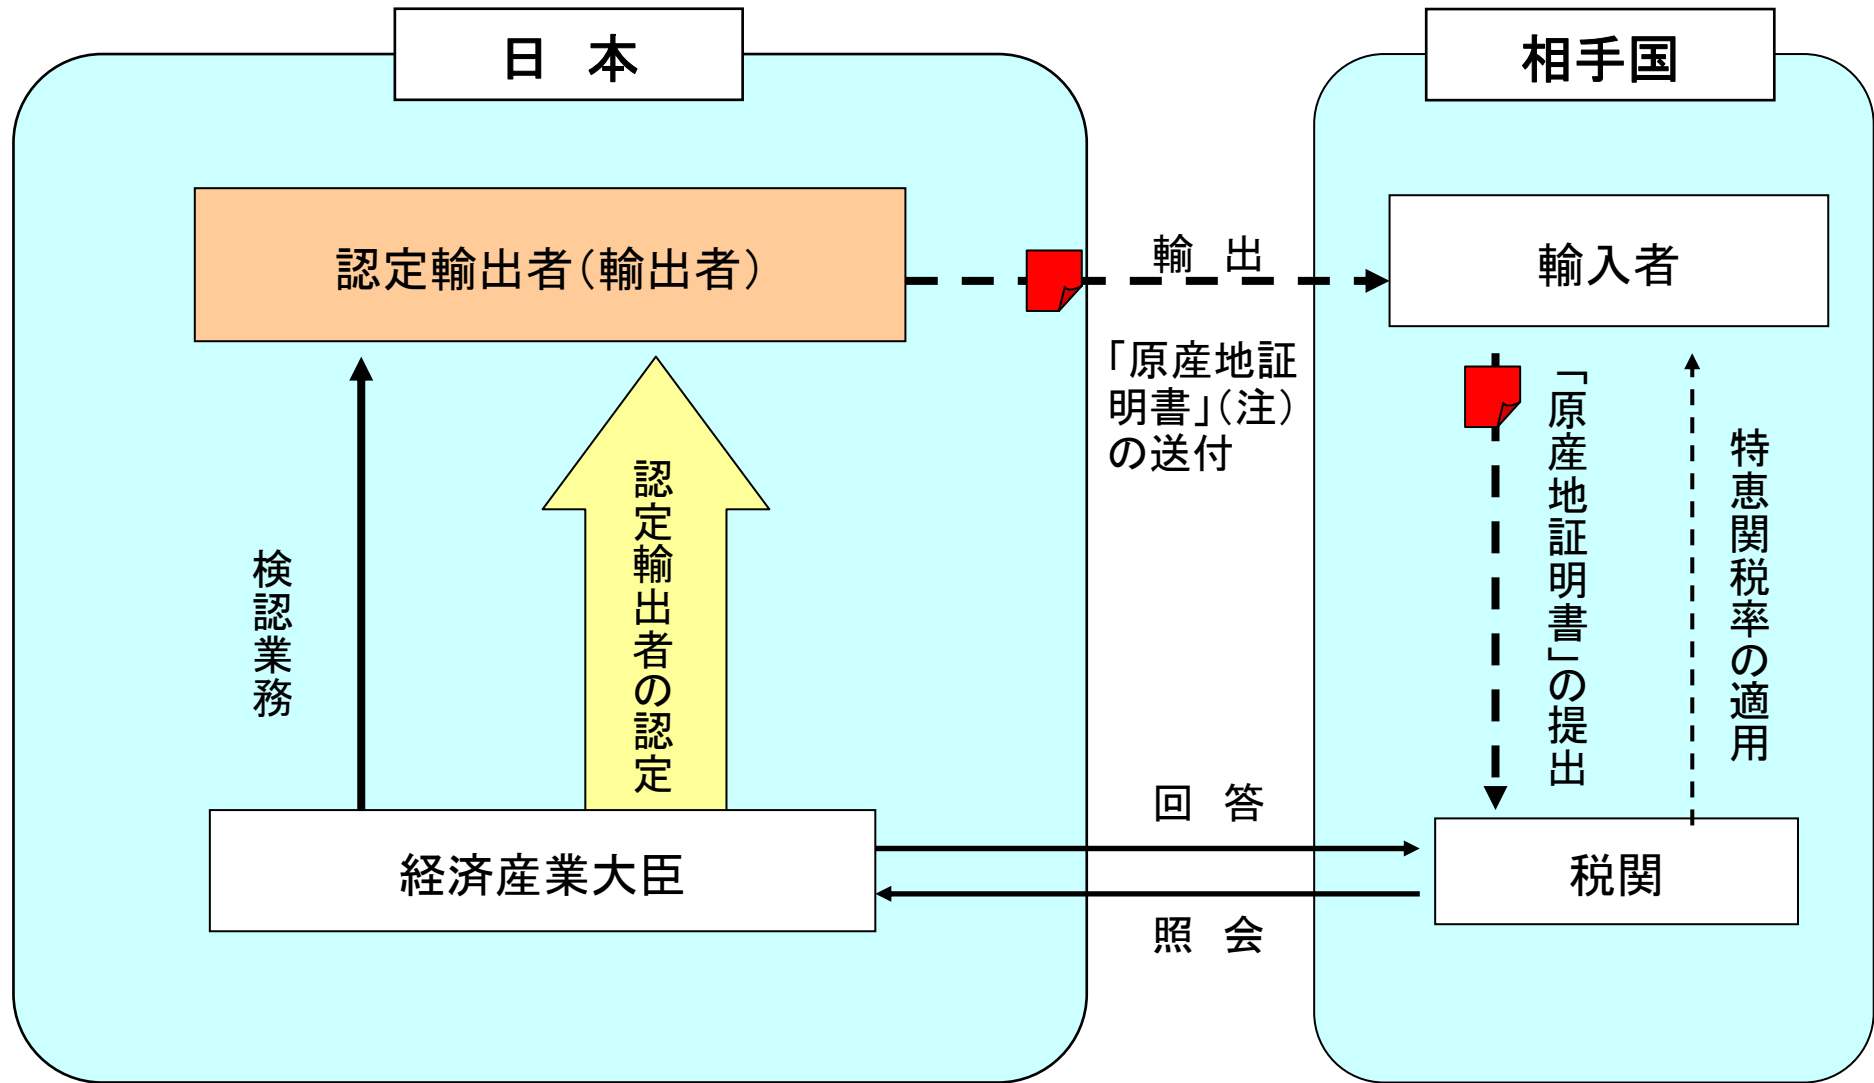 日　本
相手国
認定輸出者（輸出者）
輸　出
輸入者
「原産地証
明書」（注）
の送付
「原産地証明書」の提出
特恵関税率の適用
認定輸出者の認定
検認業務
回　答
経済産業大臣
税関
照　会